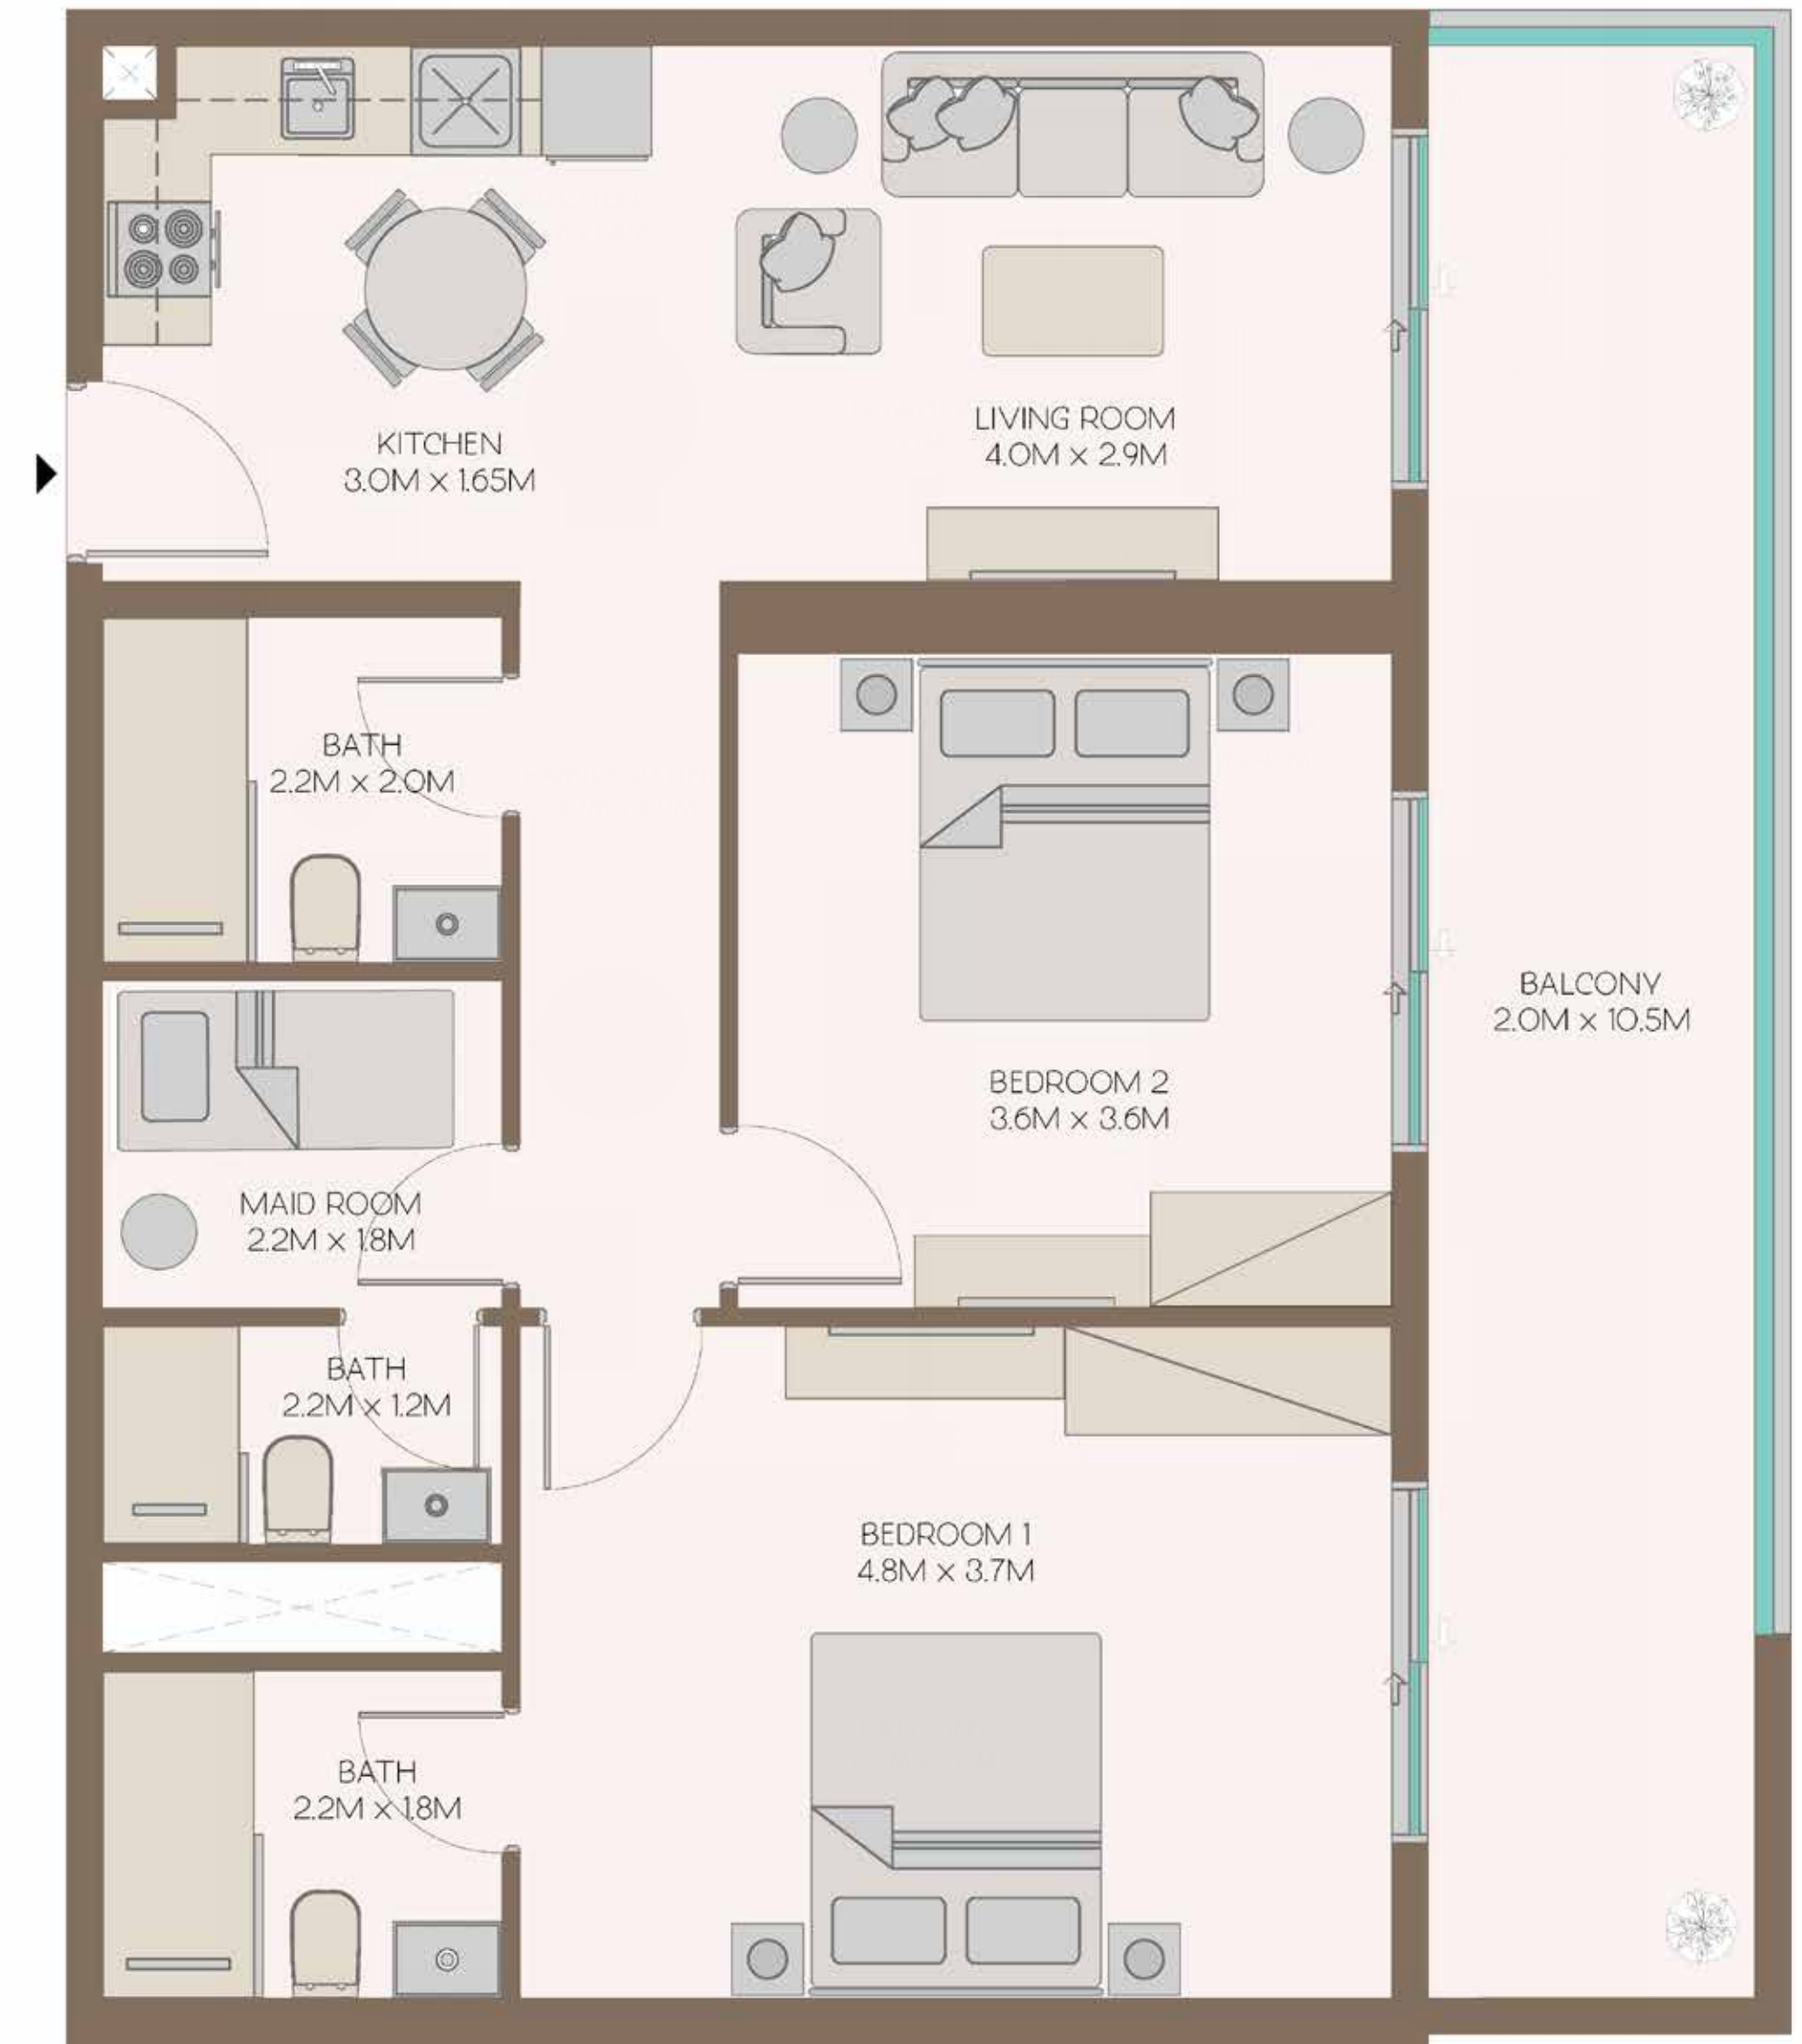 KITCHEN
3.0M x 1.65M
LIVING ROOM
4.0M x 2.9M
BATH
2.2M x 2.0M
BALCONY
2.0M x 10.5M
BEDROOM 2
3.6M x 3.6M
MAID ROOM
2.2M x 1.8M
BATH
2.2M x 1.2M
BEDROOM 1
4.8M x 3.7M
BATH
2.2M x 1.8M